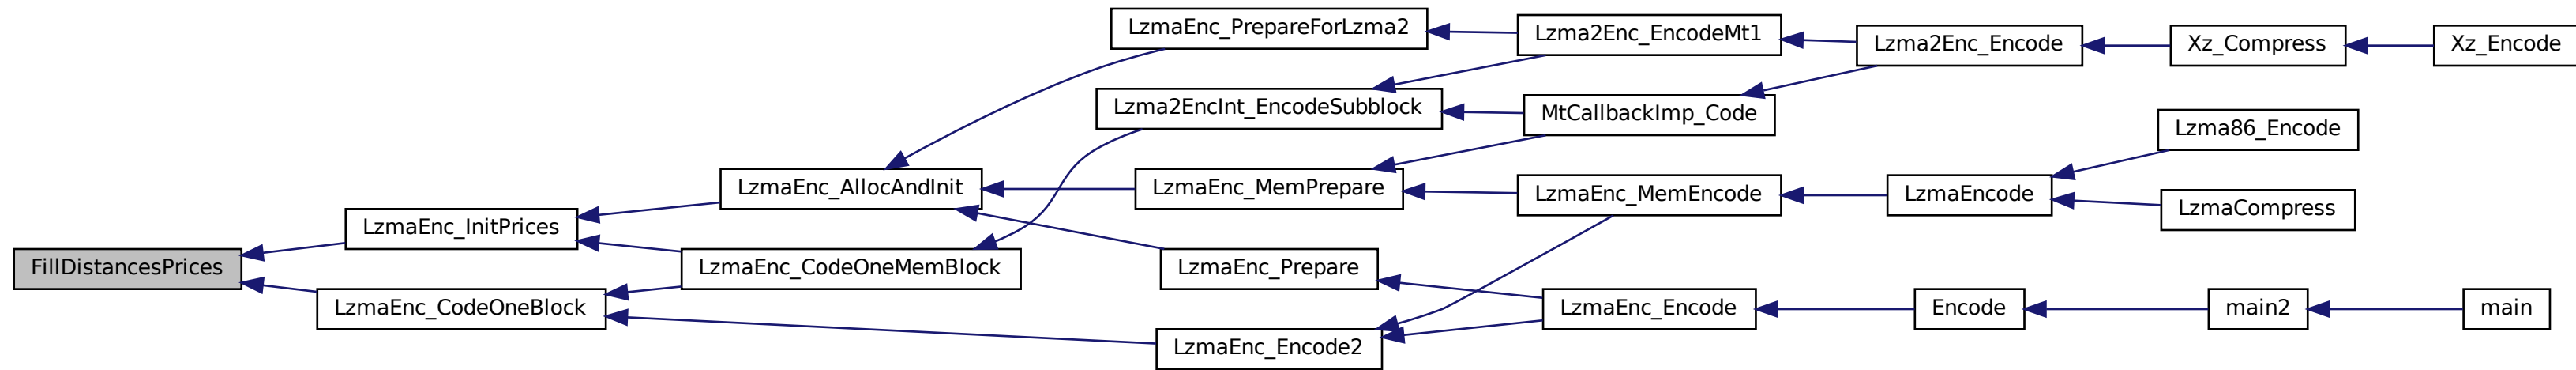 FillDistancesPrices
LzmaEnc_InitPrices
LzmaEnc_CodeOneBlock
LzmaEnc_AllocAndInit
LzmaEnc_CodeOneMemBlock
LzmaEnc_PrepareForLzma2
Lzma2EncInt_EncodeSubblock
LzmaEnc_MemPrepare
LzmaEnc_Prepare
LzmaEnc_Encode2
Lzma2Enc_EncodeMt1
MtCallbackImp_Code
LzmaEnc_MemEncode
LzmaEnc_Encode
Lzma2Enc_Encode
LzmaEncode
Encode
Xz_Compress
Lzma86_Encode
LzmaCompress
main2
Xz_Encode
main